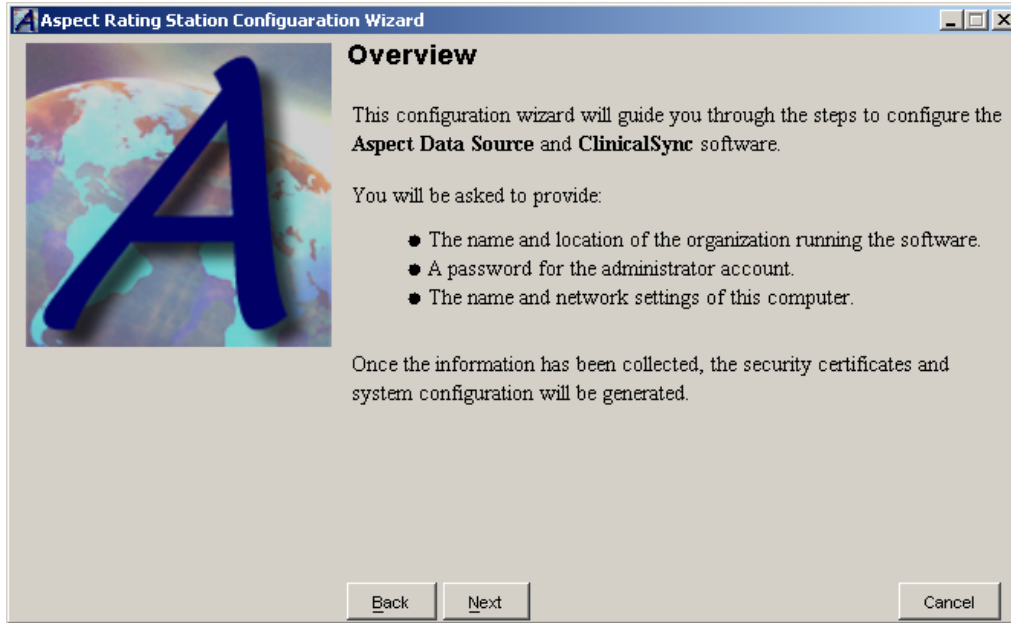 Aspect Rating Station Configuaration Wizard
Overview
This configuration wizard will guide you through the steps to configure the
Aspect Data Source and ClinicalSync software.
You will be asked to provide:
● The name and location of the organization running the software.
● A password for the administrator account.
● The name and network settings of this computer.
Once the information has been collected, the security certificates and
system configuration will be generated.
Back Next Cancel